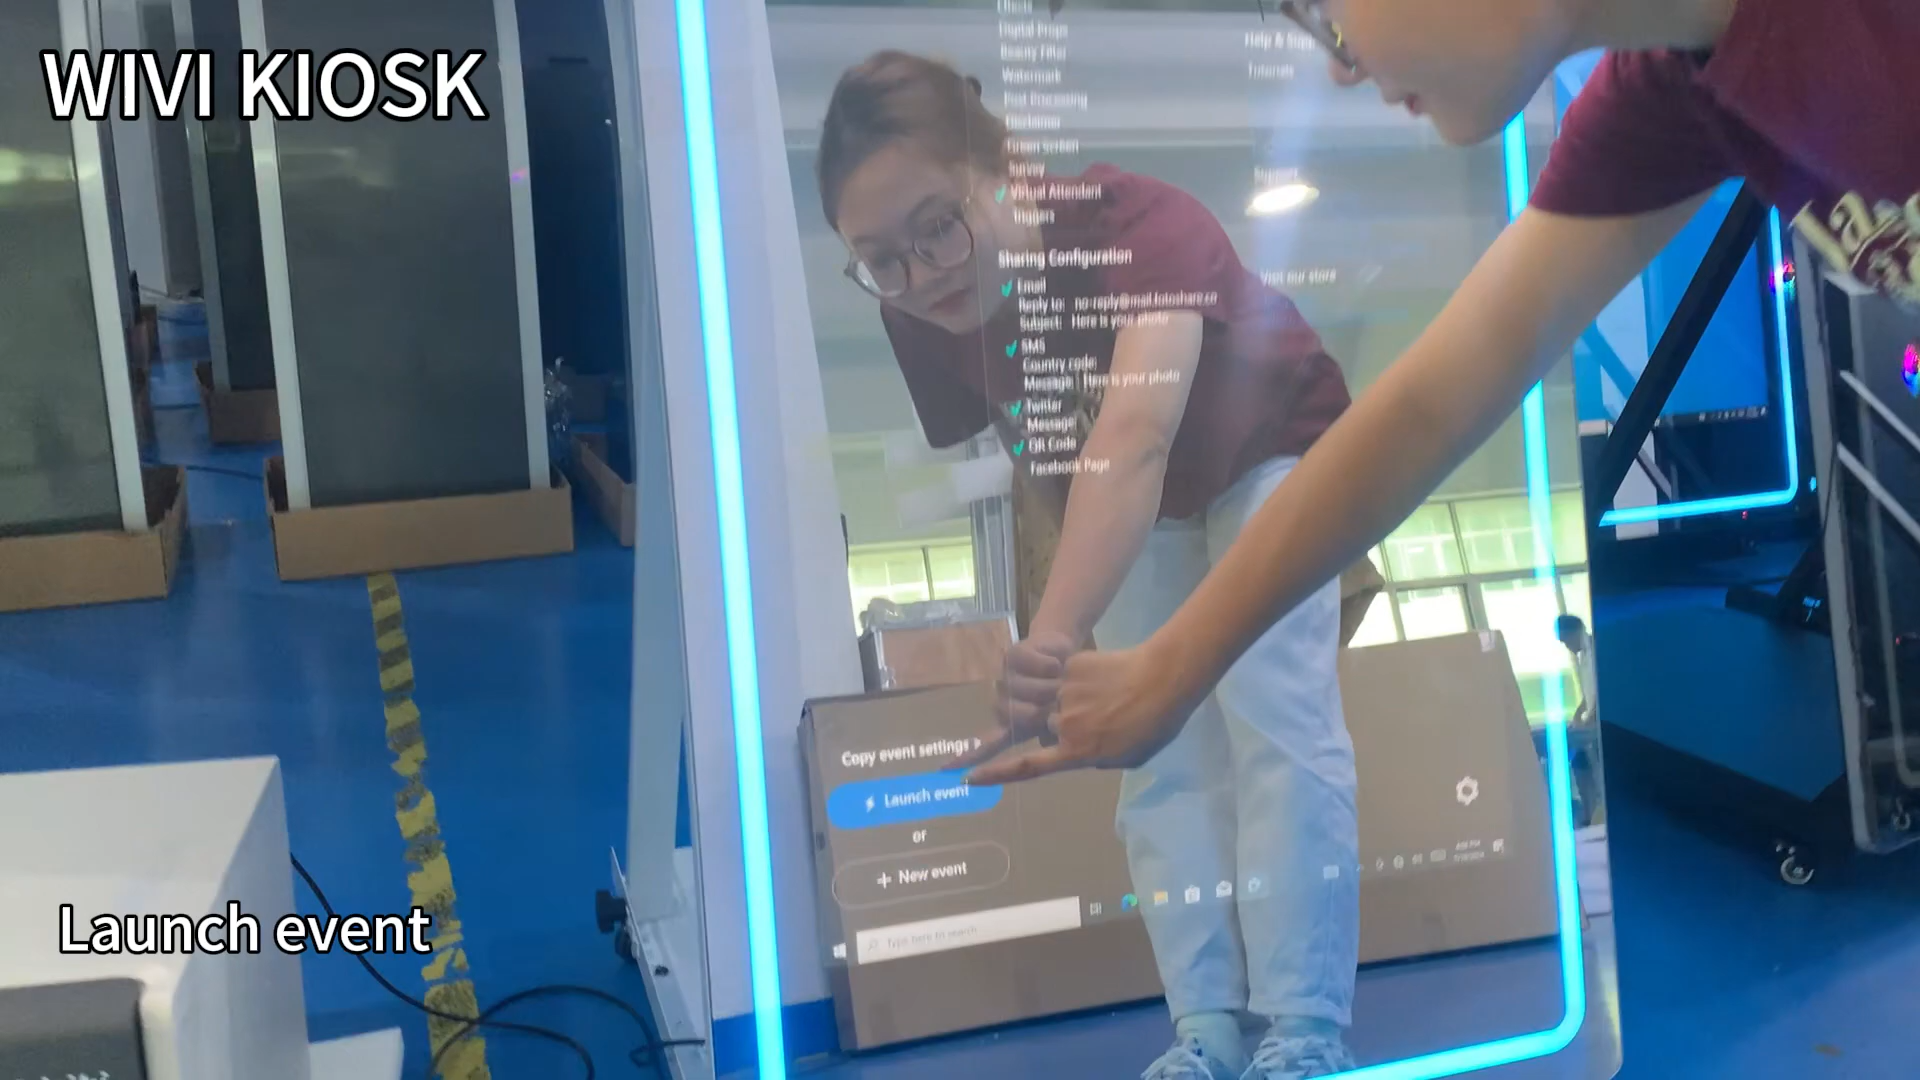 WIVI KIOSK
Effects
Digital Props
Beauty Filter
Watermark
Post Processing
Disclaimer
Green Screen
Survey
Virtual Attendant
Triggers
Sharing Configuration
Email
Reply to: no-reply@mail.fotoshare.co
Subject: Here is your photo
SMS
Country code:
Message: Here is your photo
Twitter
Message:
QR Code
Facebook Page
Help &
Tutorials
Support
Visit our store
Copy event settings >
Launch event
or
+ New event
Type here to search
Launch event